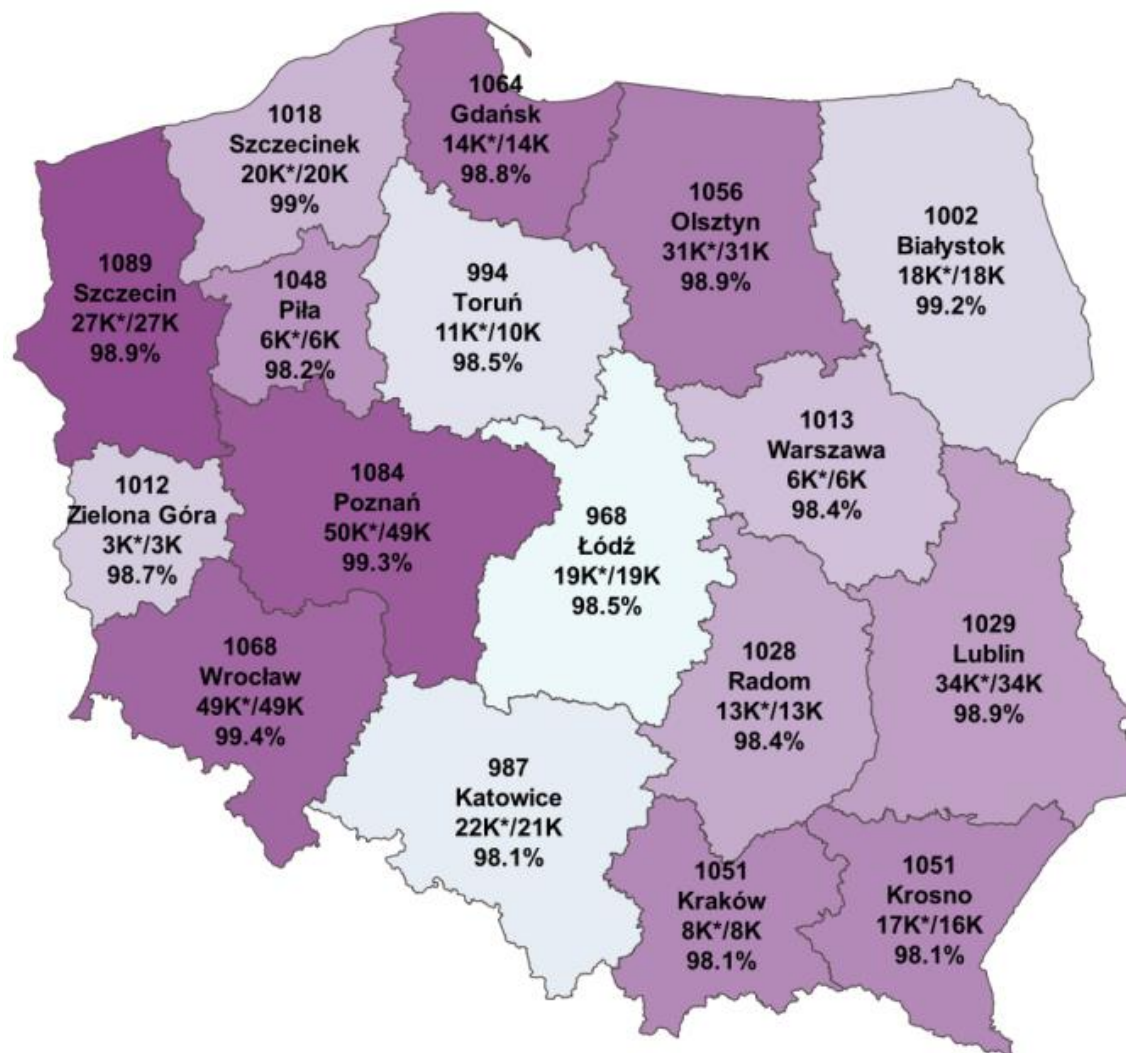 1064
Gdańsk
14K*/14K
98.8%
1018
Szczecinek
20K*/20K
99%
1056
Olsztyn
31K*/31K
98.9%
1002
Białystok
18K*/18K
99.2%
1089
Szczecin
27K*/27K
98.9%
1048
Piła
6K*/6K
98.2%
994
Toruń
11K*/10K
98.5%
1013
Warszawa
6K*/6K
98.4%
1012
Zielona Góra
3K*/3K
98.7%
1084
Poznań
50K*/49K
99.3%
968
Łódź
19K*/19K
98.5%
1029
Lublin
34K*/34K
98.9%
1068
Wrocław
49K*/49K
99.4%
1028
Radom
13K*/13K
98.4%
987
Katowice
22K*/21K
98.1%
1051
Kraków
8K*/8K
98.1%
1051
Krosno
17K*/16K
98.1%